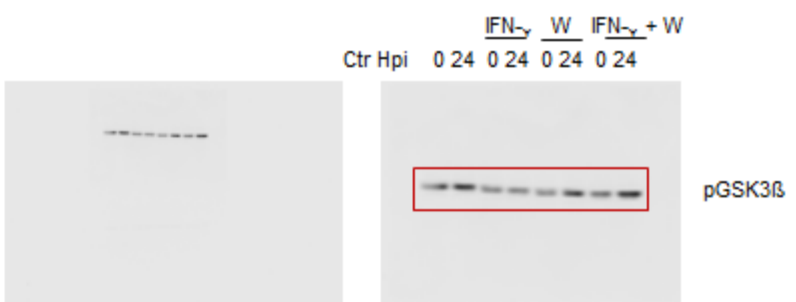 IFN-γ W IFN-γ + W
Ctr Hpi 0 24 0 24 0 24 0 24
pGSK3ß